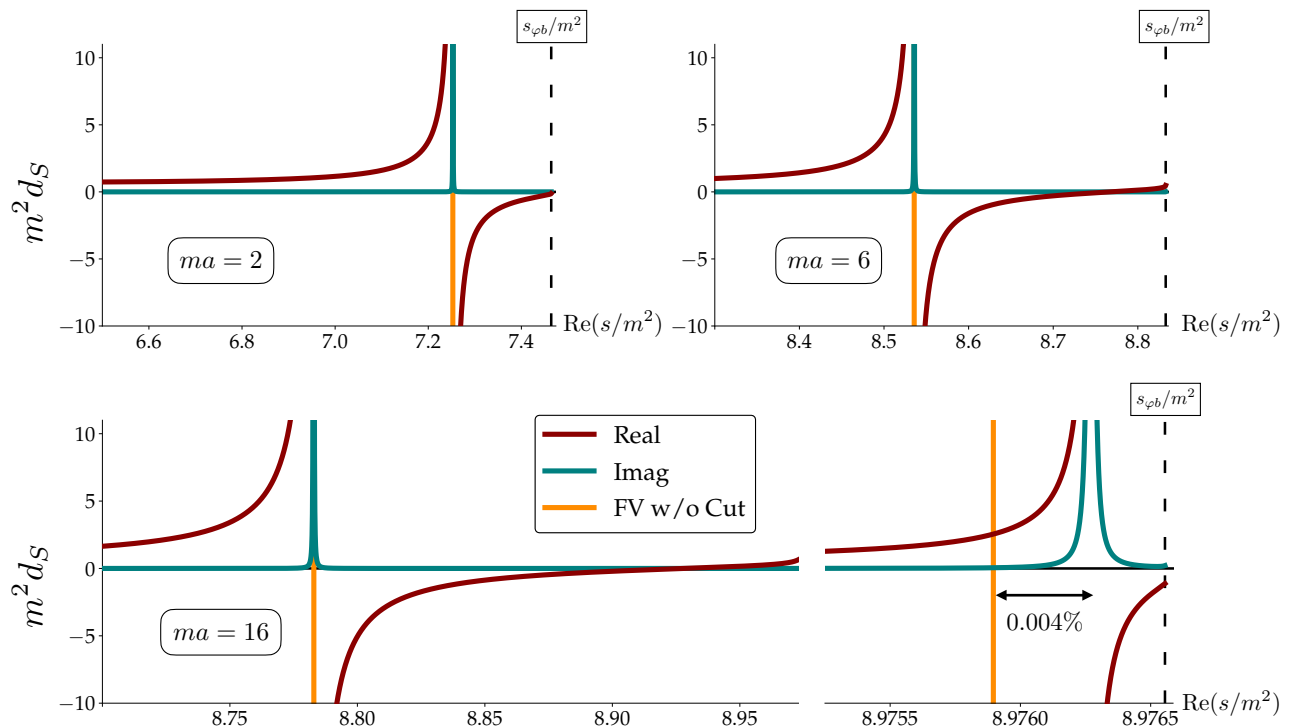 s_{φb}/m^2
s_{φb}/m^2
10
5
0
−5
−10
m^2 d_S
ma = 2
6.6
6.8
7.0
7.2
7.4
Re(s/m^2)
10
5
0
−5
−10
ma = 6
8.4
8.5
8.6
8.7
8.8
Re(s/m^2)
s_{φb}/m^2
10
5
0
−5
−10
m^2 d_S
Real
Imag
FV w/o Cut
ma = 16
0.004%
8.75
8.80
8.85
8.90
8.95
8.9755
8.9760
8.9765
Re(s/m^2)